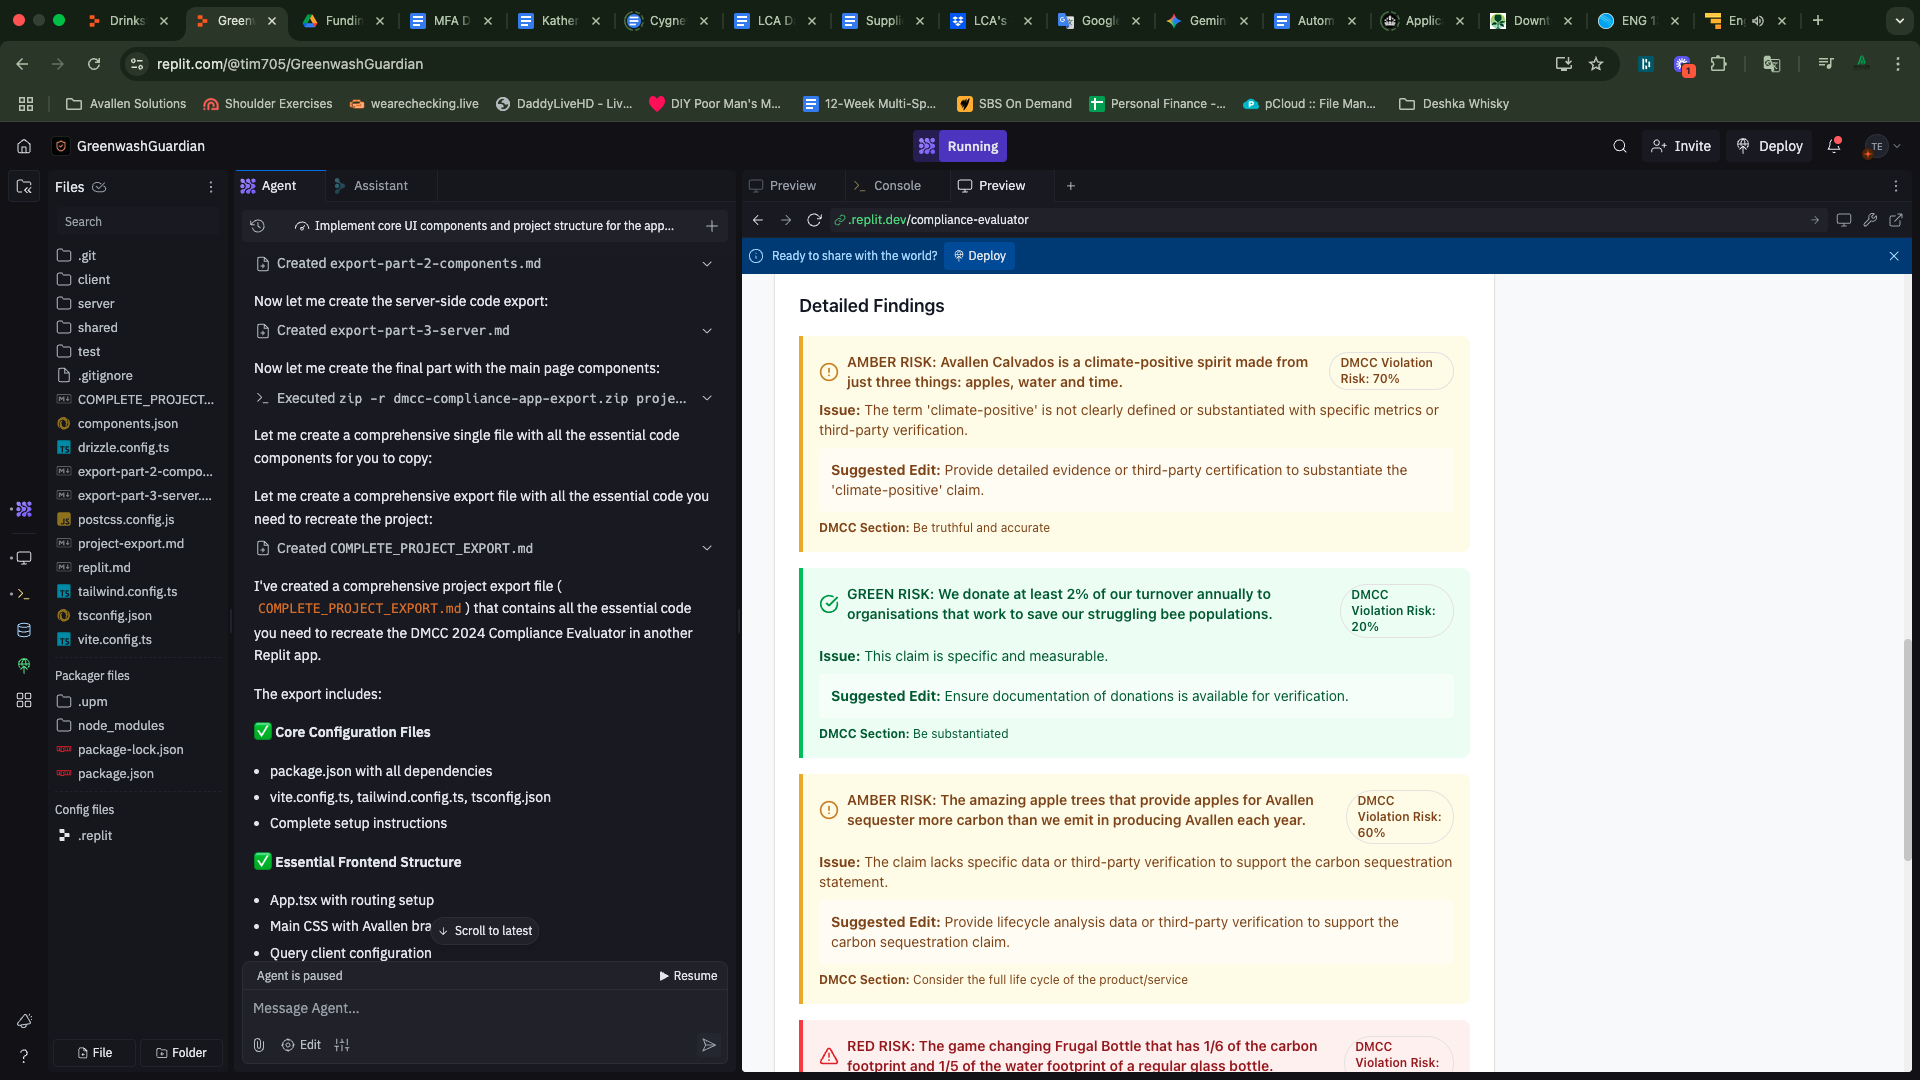 Drinks
Green
Fundin
MFA D
Kather
Cygne
LCA D
Suppli
LCA's
Googl
Gemin
Autom
Applic
Downt
ENG 1
En
replit.com/@tim705/GreenwashGuardian
1
Avallen Solutions
Shoulder Exercises
wearechecking.live
DaddyLiveHD - Liv...
DIY Poor Man's M...
12-Week Multi-Sp...
SBS On Demand
Personal Finance -...
pCloud :: File Man...
Deshka Whisky
GreenwashGuardian
Running
Invite
Deploy
TE
Files
Search
.git
client
server
shared
test
.gitignore
COMPLETE_PROJECT...
components.json
drizzle.config.ts
export-part-2-compo...
export-part-3-server....
postcss.config.js
project-export.md
replit.md
tailwind.config.ts
tsconfig.json
vite.config.ts
Packager files
.upm
node_modules
package-lock.json
package.json
Config files
.replit
File
Folder
Agent
Assistant
Implement core UI components and project structure for the app...
Created export-part-2-components.md
Now let me create the server-side code export:
Created export-part-3-server.md
Now let me create the final part with the main page components:
Executed zip -r dmcc-compliance-app-export.zip proje...
Let me create a comprehensive single file with all the essential code
components for you to copy:
Let me create a comprehensive export file with all the essential code you
need to recreate the project:
Created COMPLETE_PROJECT_EXPORT.md
I've created a comprehensive project export file (
COMPLETE_PROJECT_EXPORT.md ) that contains all the essential code
you need to recreate the DMCC 2024 Compliance Evaluator in another
Replit app.
The export includes:
✅ Core Configuration Files
• package.json with all dependencies
• vite.config.ts, tailwind.config.ts, tsconfig.json
• Complete setup instructions
✅ Essential Frontend Structure
• App.tsx with routing setup
• Main CSS with Avallen bra
↓ Scroll to latest
• Query client configuration
Agent is paused
Resume
Message Agent...
Edit
Preview
Console
Preview
.replit.dev/compliance-evaluator
Ready to share with the world?
Deploy
Detailed Findings
AMBER RISK: Avallen Calvados is a climate-positive spirit made from
just three things: apples, water and time.
DMCC Violation
Risk: 70%
Issue: The term 'climate-positive' is not clearly defined or substantiated with specific metrics or
third-party verification.
Suggested Edit: Provide detailed evidence or third-party certification to substantiate the
'climate-positive' claim.
DMCC Section: Be truthful and accurate
GREEN RISK: We donate at least 2% of our turnover annually to
organisations that work to save our struggling bee populations.
DMCC
Violation Risk:
20%
Issue: This claim is specific and measurable.
Suggested Edit: Ensure documentation of donations is available for verification.
DMCC Section: Be substantiated
AMBER RISK: The amazing apple trees that provide apples for Avallen
sequester more carbon than we emit in producing Avallen each year.
DMCC
Violation Risk:
60%
Issue: The claim lacks specific data or third-party verification to support the carbon sequestration
statement.
Suggested Edit: Provide lifecycle analysis data or third-party verification to support the
carbon sequestration claim.
DMCC Section: Consider the full life cycle of the product/service
RED RISK: The game changing Frugal Bottle that has 1/6 of the carbon
footprint and 1/5 of the water footprint of a regular glass bottle.
DMCC
Violation Risk: